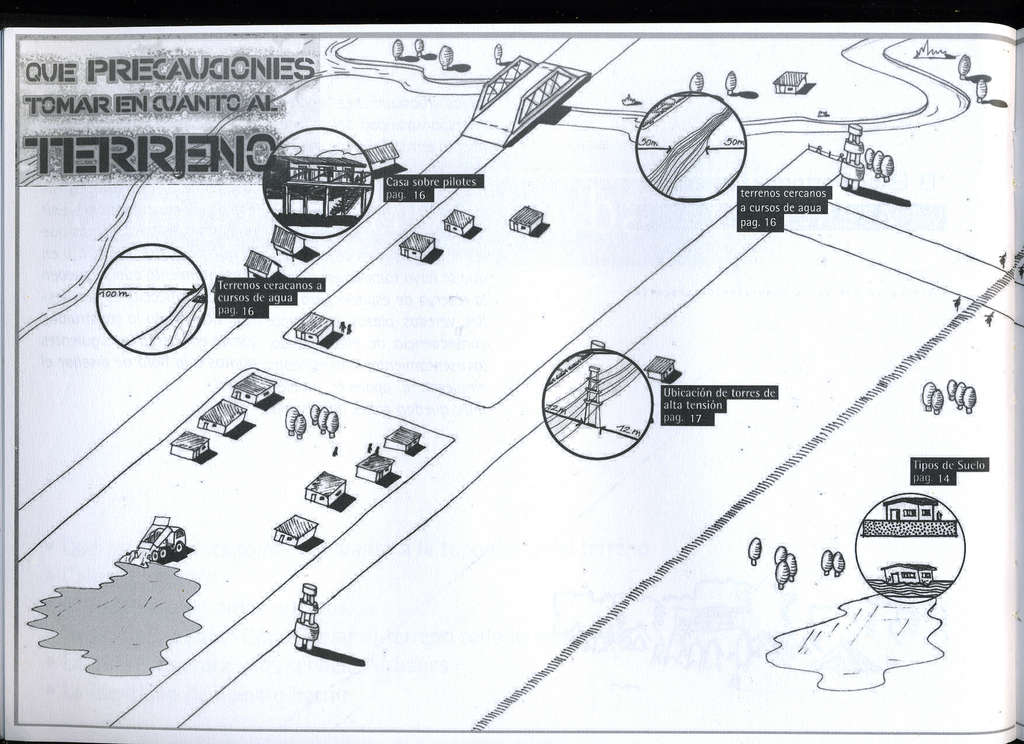 QUE PRECAUCIONES
TOMAR EN CUANTO AL
TERRENO
Casa sobre pilotes
pag. 16
50m
50m
terrenos cercanos
a cursos de agua
pag. 16
100m
Terrenos ceracanos a
cursos de agua
pag. 16
12 m
12 m
Ubicación de torres de
alta tensión
pag. 17
Tipos de Suelo
pag. 14